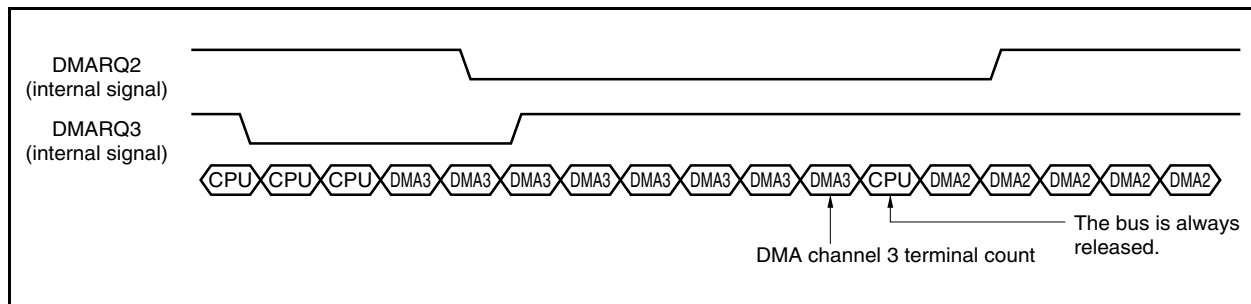 DMARQ2
(internal signal)
DMARQ3
(internal signal)
CPU CPU CPU DMA3 DMA3 DMA3 DMA3 DMA3 DMA3 DMA3 DMA3 CPU DMA2 DMA2 DMA2 DMA2 DMA2
The bus is always
released.
DMA channel 3 terminal count